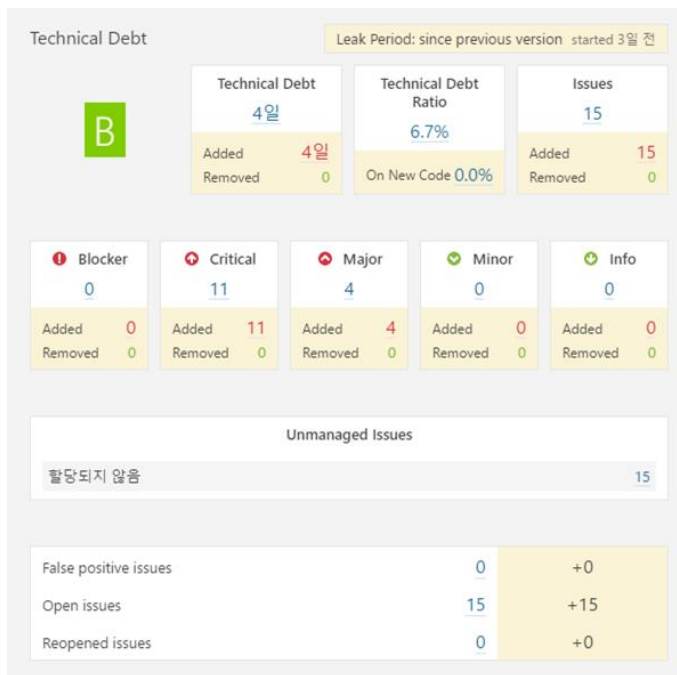 Technical Debt
Leak Period: since previous version started 3일 전
B
Technical Debt
4일
Added 4일
Removed 0
Technical Debt
Ratio
6.7%
On New Code 0.0%
Issues
15
Added 15
Removed 0
Blocker
0
Added 0
Removed 0
Critical
11
Added 11
Removed 0
Major
4
Added 4
Removed 0
Minor
0
Added 0
Removed 0
Info
0
Added 0
Removed 0
Unmanaged Issues
할당되지 않음 15
False positive issues 0 +0
Open issues 15 +15
Reopened issues 0 +0